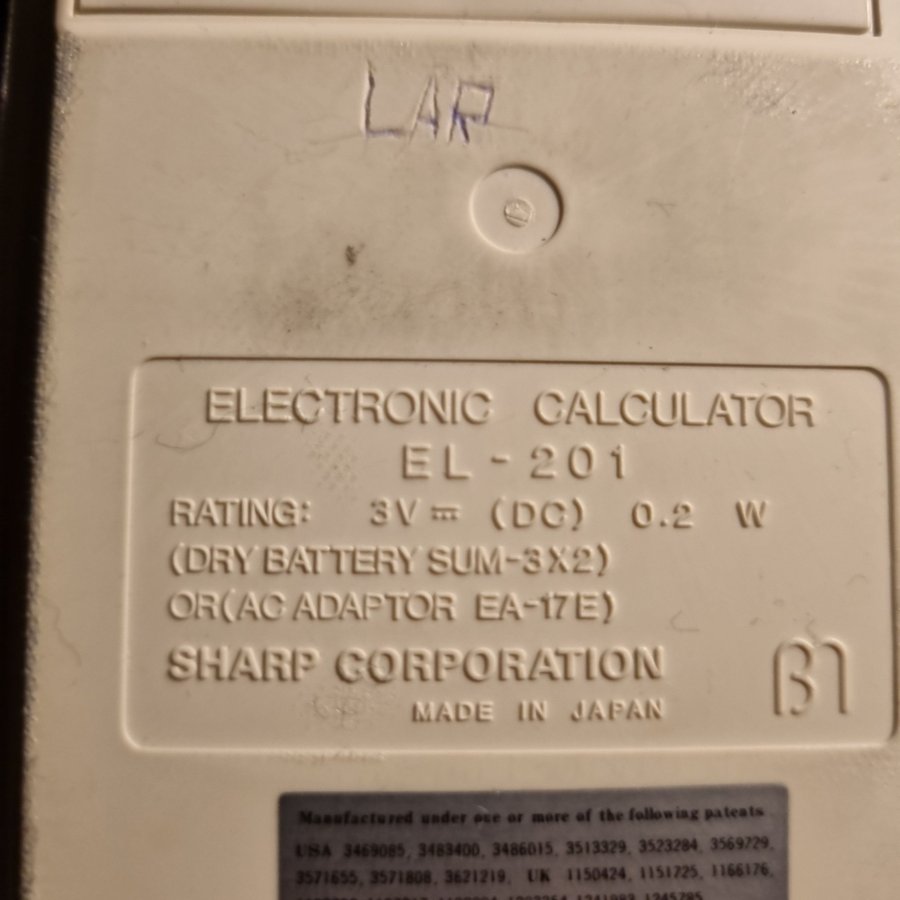 LAR
ELECTRONIC CALCULATOR
EL-201
RATING: 3V⎓ (DC) 0.2 W
(DRY BATTERY SUM-3X2)
OR(AC ADAPTOR EA-17E)
SHARP CORPORATION
MADE IN JAPAN
Manufactured under one or more of the following patents
USA 3469085, 3483400, 3486015, 3513329, 3523284, 3569729,
3571655, 3571808, 3621219, UK 1150424, 1151725, 1166176,